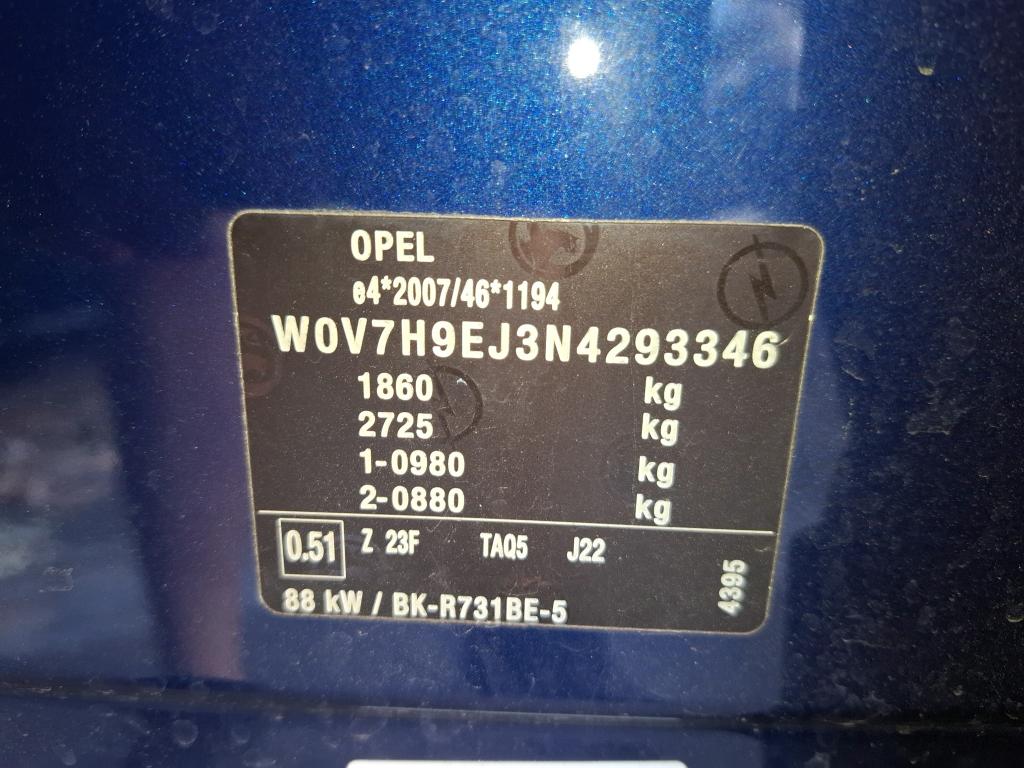 OPEL
e4*2007/46*1194
W0V7H9EJ3N4293346
1860 kg
2725 kg
1-0980 kg
2-0880 kg
0.51 Z 23F TAQ5 J22
4395
88 kW / BK-R731BE-5